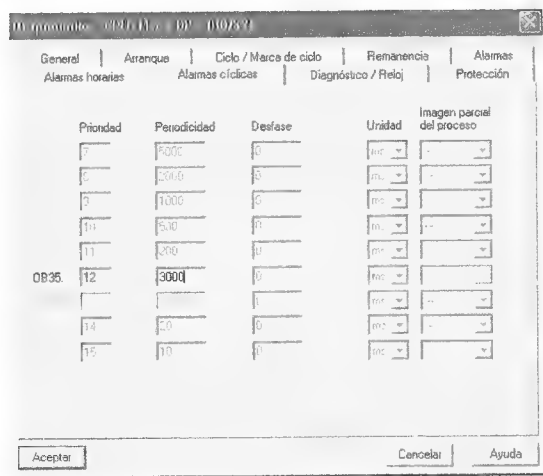 General Arranque Ciclo / Marca de ciclo Remanencia Alarmas
Alarmas horarias Alarmas cíclicas Diagnóstico / Reloj Protección
Prioridad Periodicidad Desfase Unidad Imagen parcial del proceso
7 5000 0 ms --
0 ms --
9 1000 0 ms
10 500 0 ms --
11 200 0 ms
OB35: 12 3000 0 ms
ms --
14 20 0 ms -
15 10 0 ms
Aceptar Cancelar Ayuda